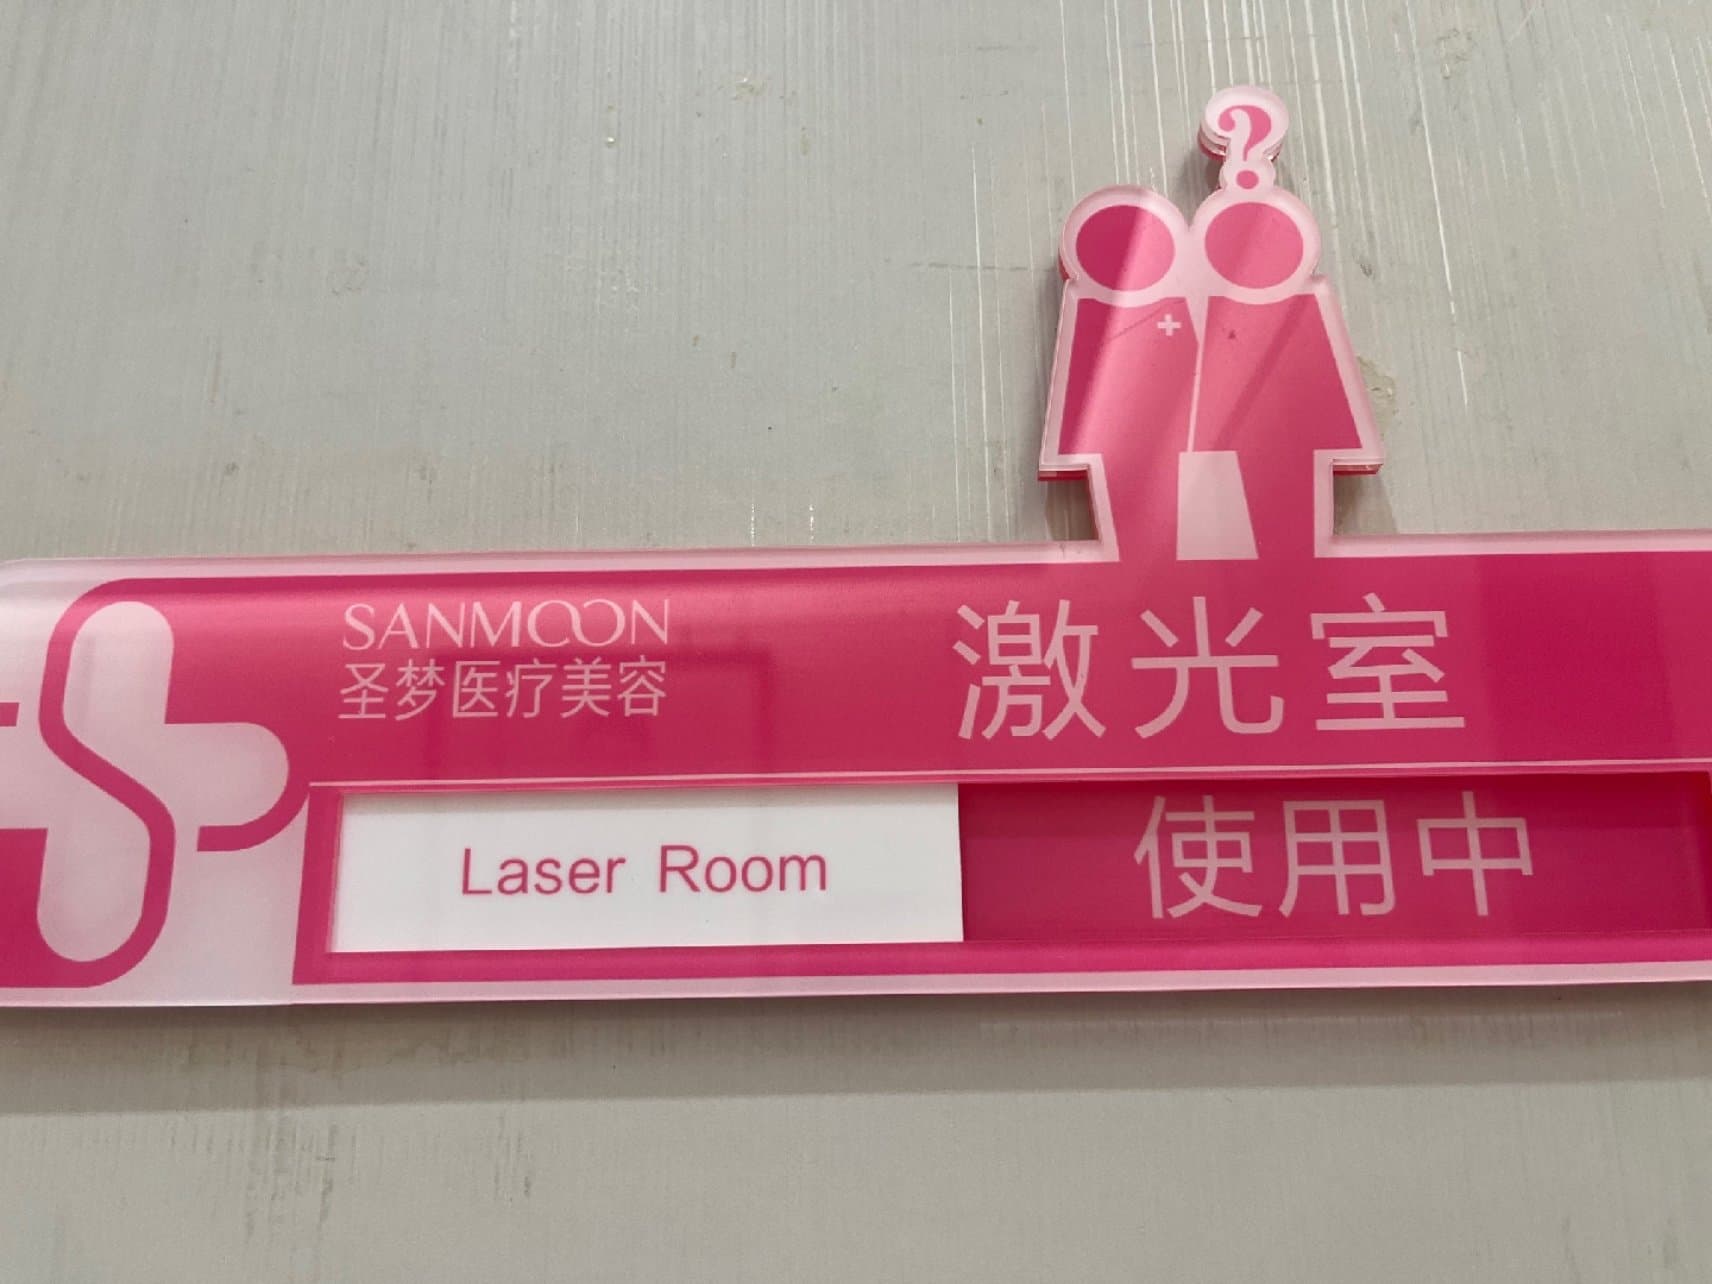 ?
SANMOON
圣梦医疗美容
激光室
Laser Room
使用中